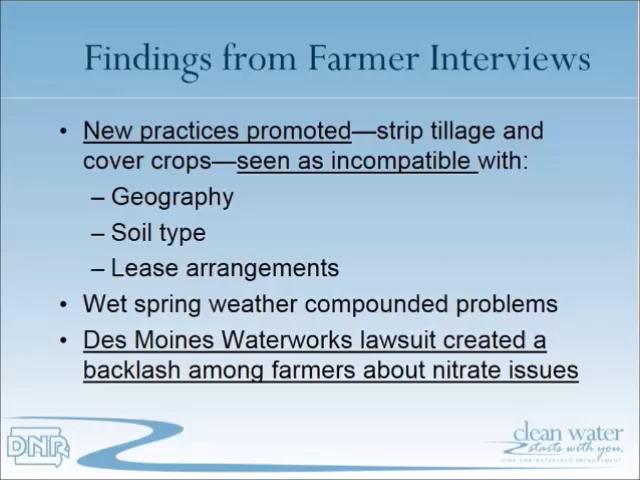 Findings from Farmer Interviews
• New practices promoted—strip tillage and
cover crops—seen as incompatible with:
– Geography
– Soil type
– Lease arrangements
• Wet spring weather compounded problems
• Des Moines Waterworks lawsuit created a
backlash among farmers about nitrate issues
DNR
clean water
starts with you.